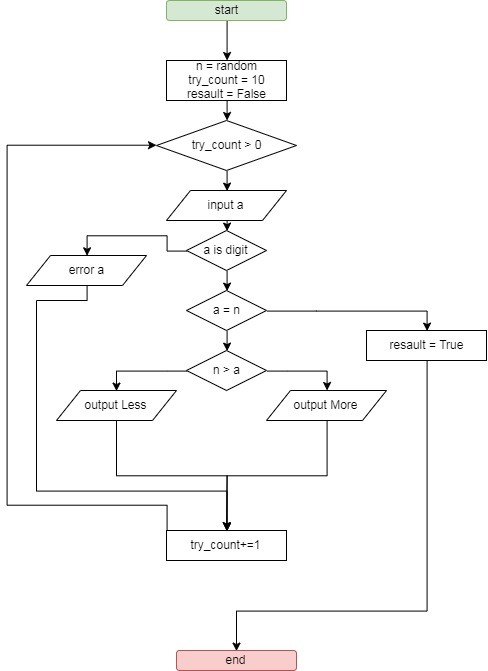 start
n = random
try_count = 10
resault = False
try_count > 0
input a
a is digit
error a
a = n
resault = True
n > a
output Less
output More
try_count+=1
end